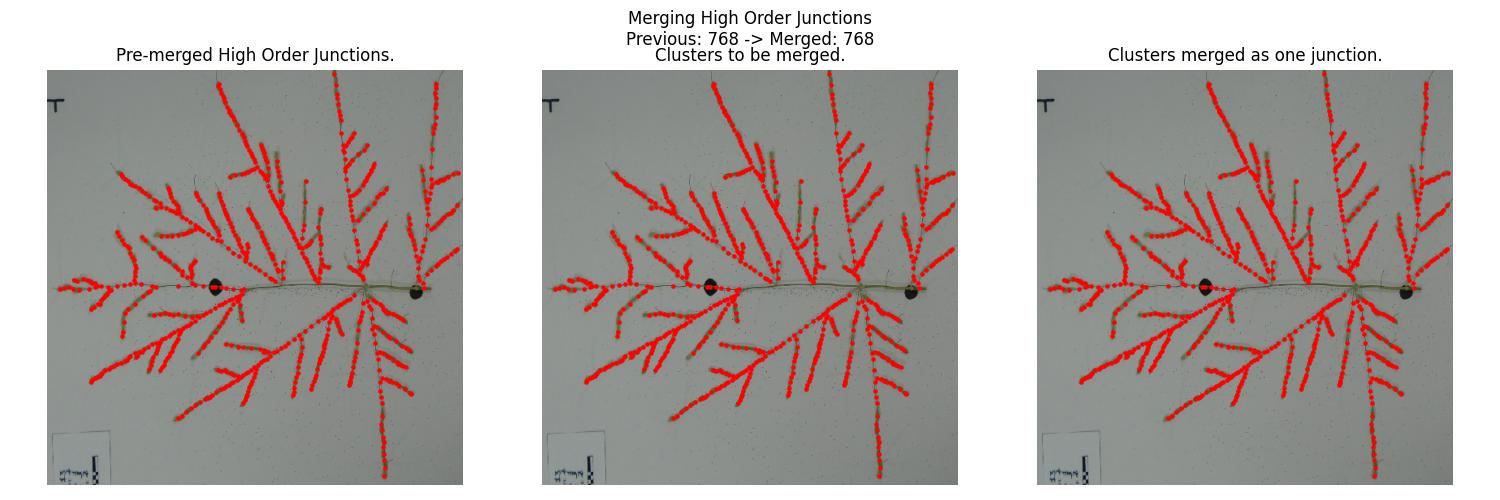 Merging High Order Junctions
Previous: 768 -> Merged: 768
Pre-merged High Order Junctions.
Clusters to be merged.
Clusters merged as one junction.